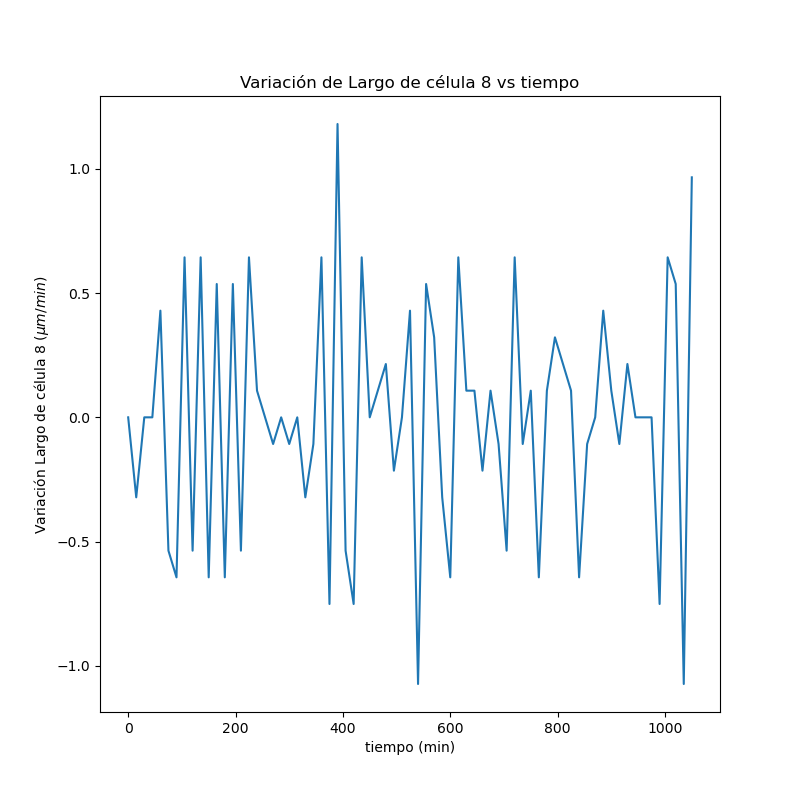 Variación de Largo de célula 8 vs tiempo
1.0
0.5
0.0
−0.5
−1.0
Variación Largo de célula 8 (μm/min)
0 200 400 600 800 1000
tiempo (min)